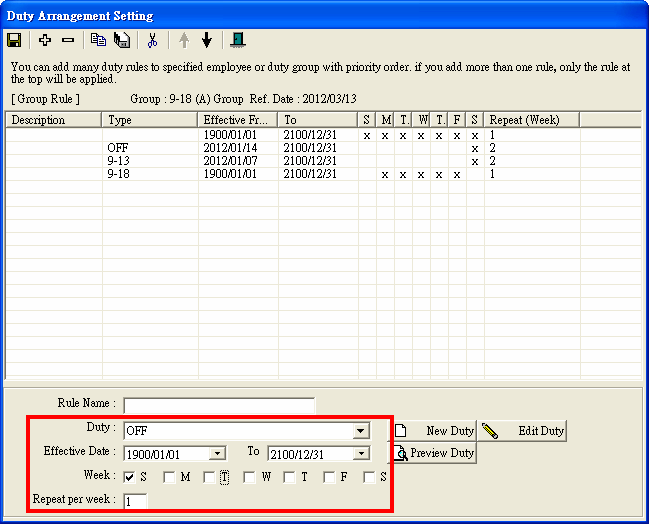 Duty Arrangement Setting
You can add many duty rules to specified employee or duty group with priority order. if you add more than one rule, only the rule at
the top will be applied.
[ Group Rule ] Group : 9-18 (A) Group Ref. Date : 2012/03/13
Description Type Effective Fr... To S M T. W T. F S Repeat (Week)
1900/01/01 2100/12/31 x x x x x x x 1
OFF 2012/01/14 2100/12/31 x 2
9-13 2012/01/07 2100/12/31 x 2
9-18 1900/01/01 2100/12/31 x x x x x 1
Rule Name :
Duty : OFF New Duty Edit Duty
Effective Date : 1900/01/01 To 2100/12/31 Preview Duty
Week : S M T W T F S
Repeat per week : 1